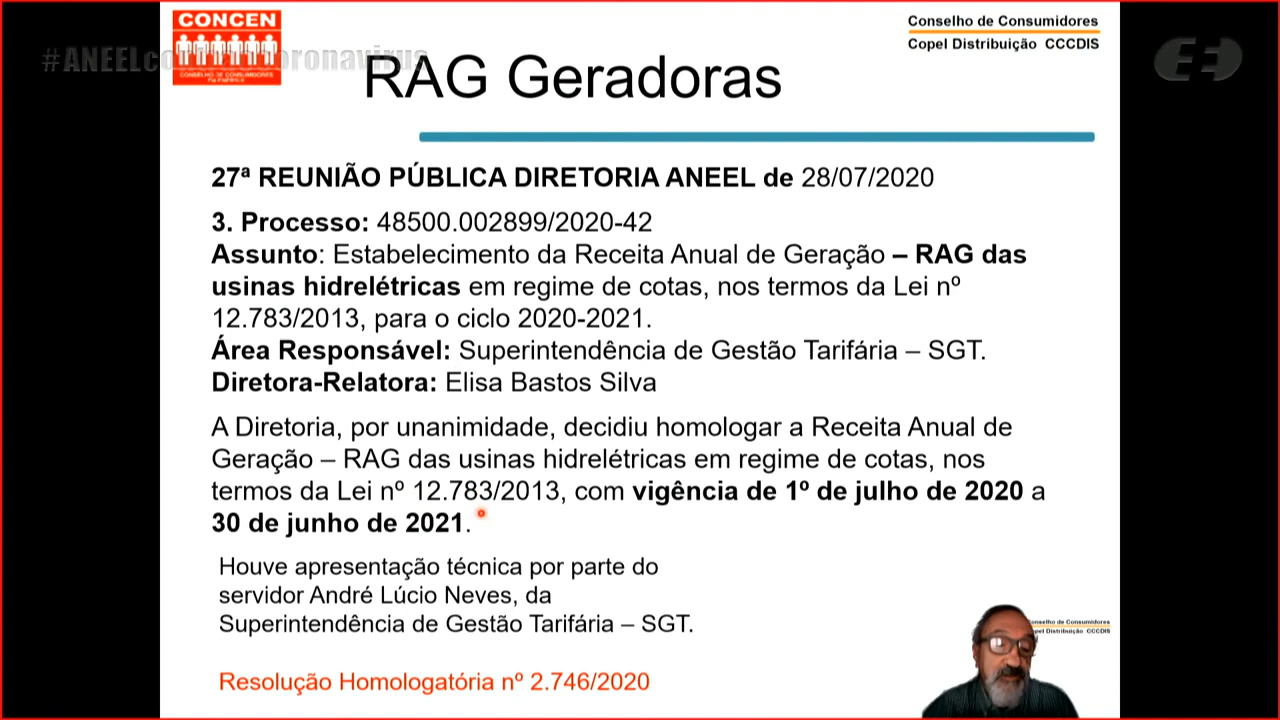 CONCEN
CONSELHO DE CONSUMIDORES
Conselho de Consumidores
Copel Distribuição CCCDIS
RAG Geradoras
27ª REUNIÃO PÚBLICA DIRETORIA ANEEL de 28/07/2020
3. Processo: 48500.002899/2020-42
Assunto: Estabelecimento da Receita Anual de Geração – RAG das
usinas hidrelétricas em regime de cotas, nos termos da Lei nº
12.783/2013, para o ciclo 2020-2021.
Área Responsável: Superintendência de Gestão Tarifária – SGT.
Diretora-Relatora: Elisa Bastos Silva
A Diretoria, por unanimidade, decidiu homologar a Receita Anual de
Geração – RAG das usinas hidrelétricas em regime de cotas, nos
termos da Lei nº 12.783/2013, com vigência de 1º de julho de 2020 a
30 de junho de 2021.
Houve apresentação técnica por parte do
servidor André Lúcio Neves, da
Superintendência de Gestão Tarifária – SGT.
Resolução Homologatória nº 2.746/2020
onselho de Consumidores
pel Distribuição CCCDIS